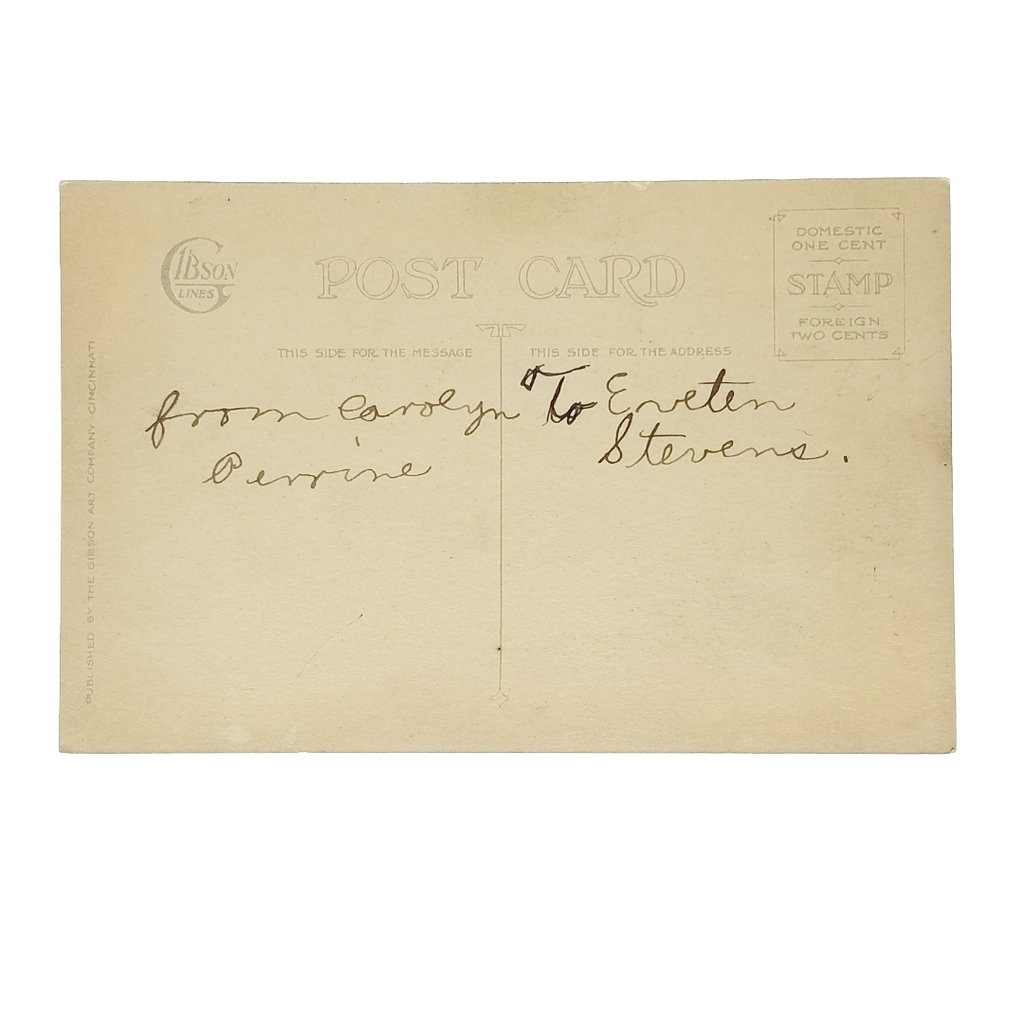 GIBSON
LINES
POST CARD
DOMESTIC
ONE CENT
STAMP
FOREIGN
TWO CENTS
THIS SIDE FOR THE MESSAGE
THIS SIDE FOR THE ADDRESS
from Carolyn
Perrine
To Eveten
Stevens.
PUBLISHED BY THE GIBSON ART COMPANY CINCINNATI